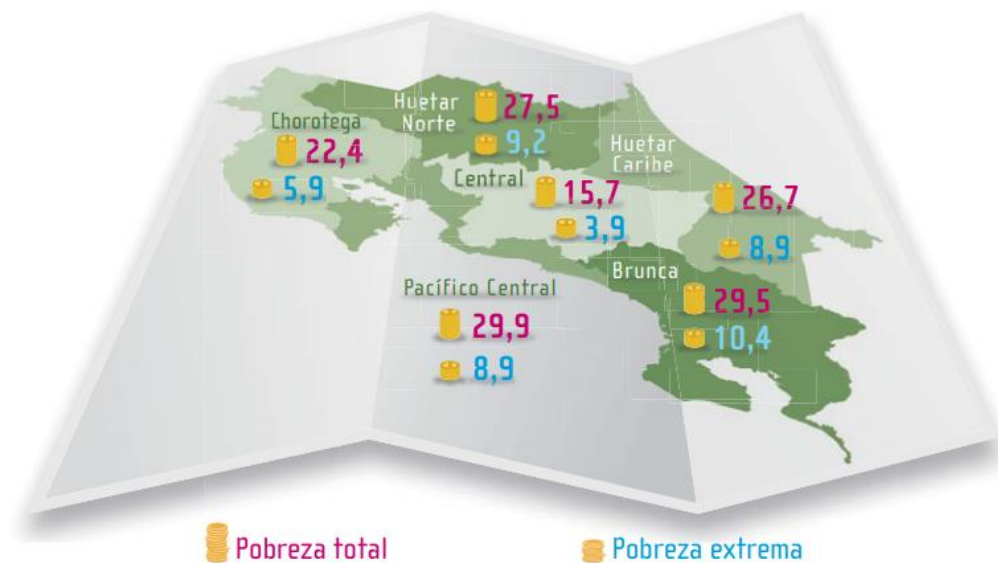 Huetar
Norte
27,5
9,2
Chorotega
22,4
5,9
Huetar
Caribe
26,7
8,9
Central
15,7
3,9
Brunca
29,5
10,4
Pacífico Central
29,9
8,9
Pobreza total
Pobreza extrema